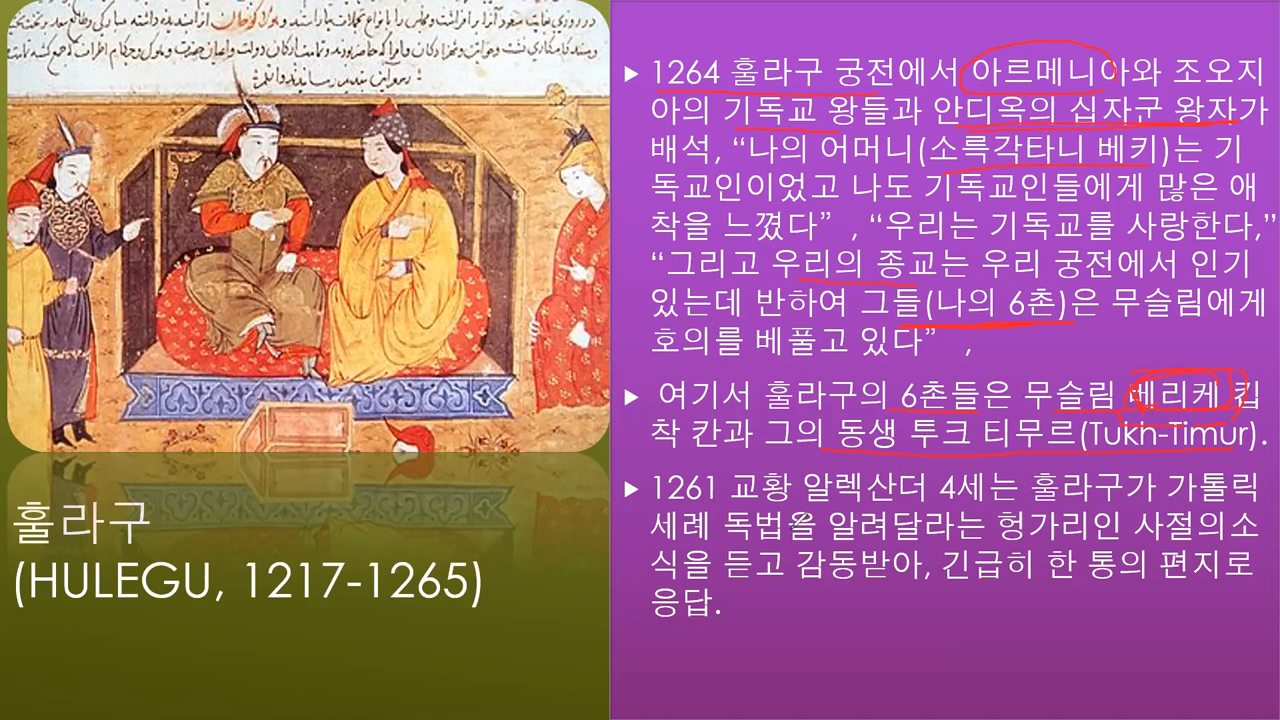 훌라구
(HULEGU, 1217-1265)
1264 훌라구 궁전에서 아르메니아와 조오지
아의 기독교 왕들과 안디옥의 십자군 왕자가
배석, “나의 어머니(소륵각타니 베키)는 기
독교인이었고 나도 기독교인들에게 많은 애
착을 느꼈다” , “우리는 기독교를 사랑한다,”
“그리고 우리의 종교는 우리 궁전에서 인기
있는데 반하여 그들(나의 6촌)은 무슬림에게
호의를 베풀고 있다” ,
여기서 훌라구의 6촌들은 무슬림 베리케 킵
착 칸과 그의 동생 투크 티무르(Tukh-Timur).
1261 교황 알렉산더 4세는 훌라구가 가톨릭
세례 독법을 알려달라는 헝가리인 사절의소
식을 듣고 감동받아, 긴급히 한 통의 편지로
응답.